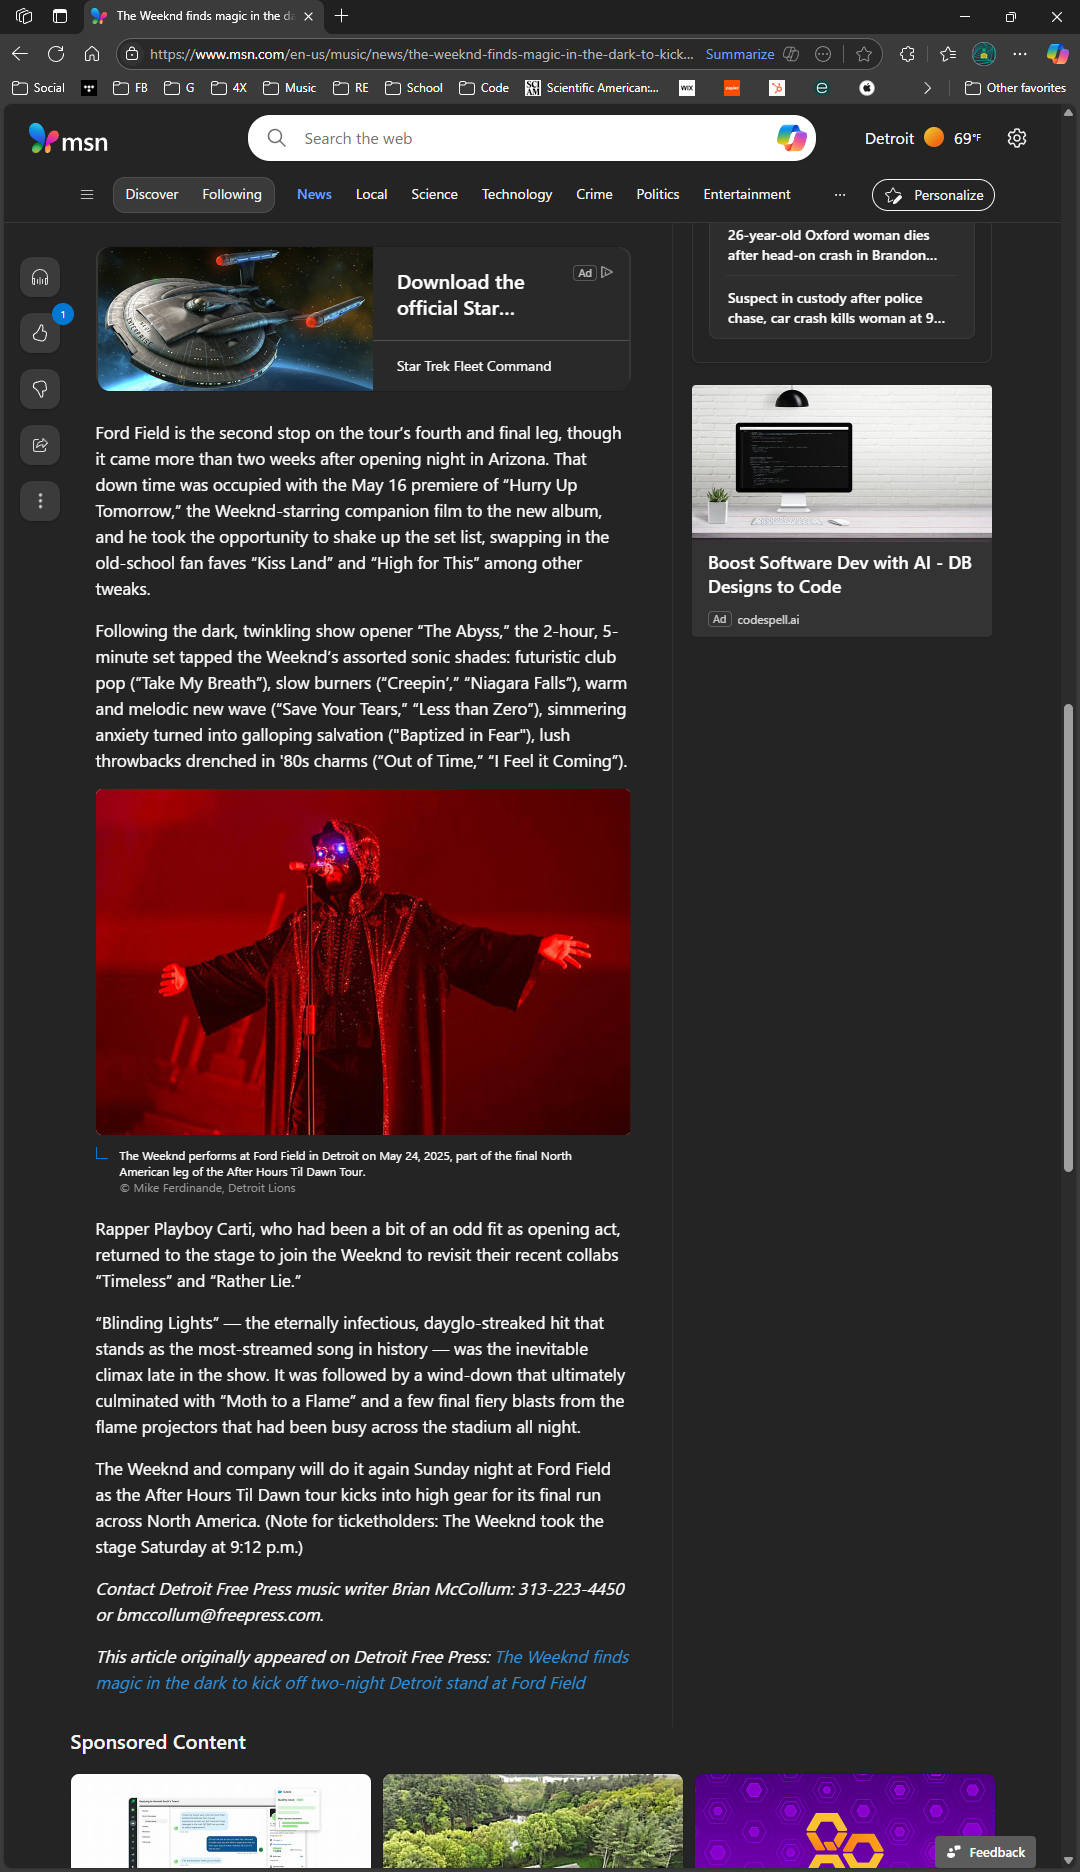 The Weeknd finds magic in the da
https://www.msn.com/en-us/music/news/the-weeknd-finds-magic-in-the-dark-to-kick...
Summarize
Social
FB
G
4X
Music
RE
School
Code
Scientific American:...
WIX
Other favorites
msn
Search the web
Detroit
69°F
Discover
Following
News
Local
Science
Technology
Crime
Politics
Entertainment
...
Personalize
1
Download the
official Star...
Ad
Star Trek Fleet Command
26-year-old Oxford woman dies
after head-on crash in Brandon...
Suspect in custody after police
chase, car crash kills woman at 9...
Boost Software Dev with AI - DB
Designs to Code
Ad codespell.ai
Ford Field is the second stop on the tour’s fourth and final leg, though
it came more than two weeks after opening night in Arizona. That
down time was occupied with the May 16 premiere of “Hurry Up
Tomorrow,” the Weeknd-starring companion film to the new album,
and he took the opportunity to shake up the set list, swapping in the
old-school fan faves “Kiss Land” and “High for This” among other
tweaks.
Following the dark, twinkling show opener “The Abyss,” the 2-hour, 5-
minute set tapped the Weeknd’s assorted sonic shades: futuristic club
pop (“Take My Breath”), slow burners (“Creepin’,” “Niagara Falls”), warm
and melodic new wave (“Save Your Tears,” “Less than Zero”), simmering
anxiety turned into galloping salvation ("Baptized in Fear"), lush
throwbacks drenched in '80s charms (“Out of Time,” “I Feel it Coming”).
The Weeknd performs at Ford Field in Detroit on May 24, 2025, part of the final North
American leg of the After Hours Til Dawn Tour.
© Mike Ferdinande, Detroit Lions
Rapper Playboy Carti, who had been a bit of an odd fit as opening act,
returned to the stage to join the Weeknd to revisit their recent collabs
“Timeless” and “Rather Lie.”
“Blinding Lights” — the eternally infectious, dayglo-streaked hit that
stands as the most-streamed song in history — was the inevitable
climax late in the show. It was followed by a wind-down that ultimately
culminated with “Moth to a Flame” and a few final fiery blasts from the
flame projectors that had been busy across the stadium all night.
The Weeknd and company will do it again Sunday night at Ford Field
as the After Hours Til Dawn tour kicks into high gear for its final run
across North America. (Note for ticketholders: The Weeknd took the
stage Saturday at 9:12 p.m.)
Contact Detroit Free Press music writer Brian McCollum: 313-223-4450
or bmccollum@freepress.com.
This article originally appeared on Detroit Free Press: The Weeknd finds
magic in the dark to kick off two-night Detroit stand at Ford Field
Sponsored Content
Feedback